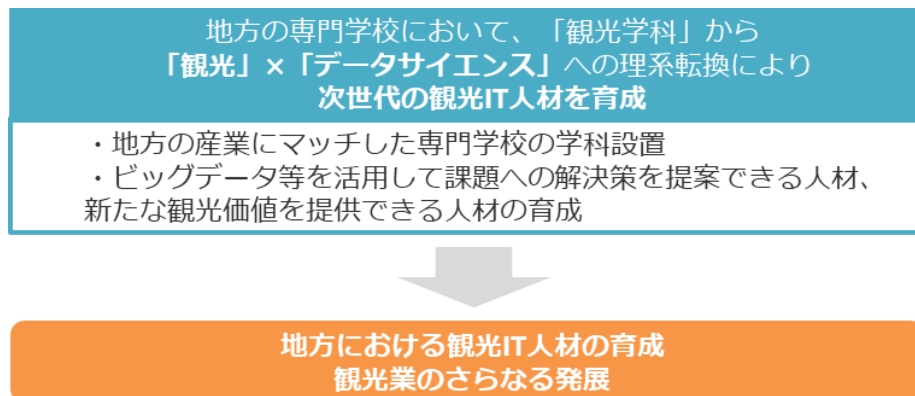 地方の専門学校において、「観光学科」から
「観光」×「データサイエンス」への理系転換により
次世代の観光IT人材を育成
・地方の産業にマッチした専門学校の学科設置
・ビッグデータ等を活用して課題への解決策を提案できる人材、
新たな観光価値を提供できる人材の育成
地方における観光IT人材の育成
観光業のさらなる発展